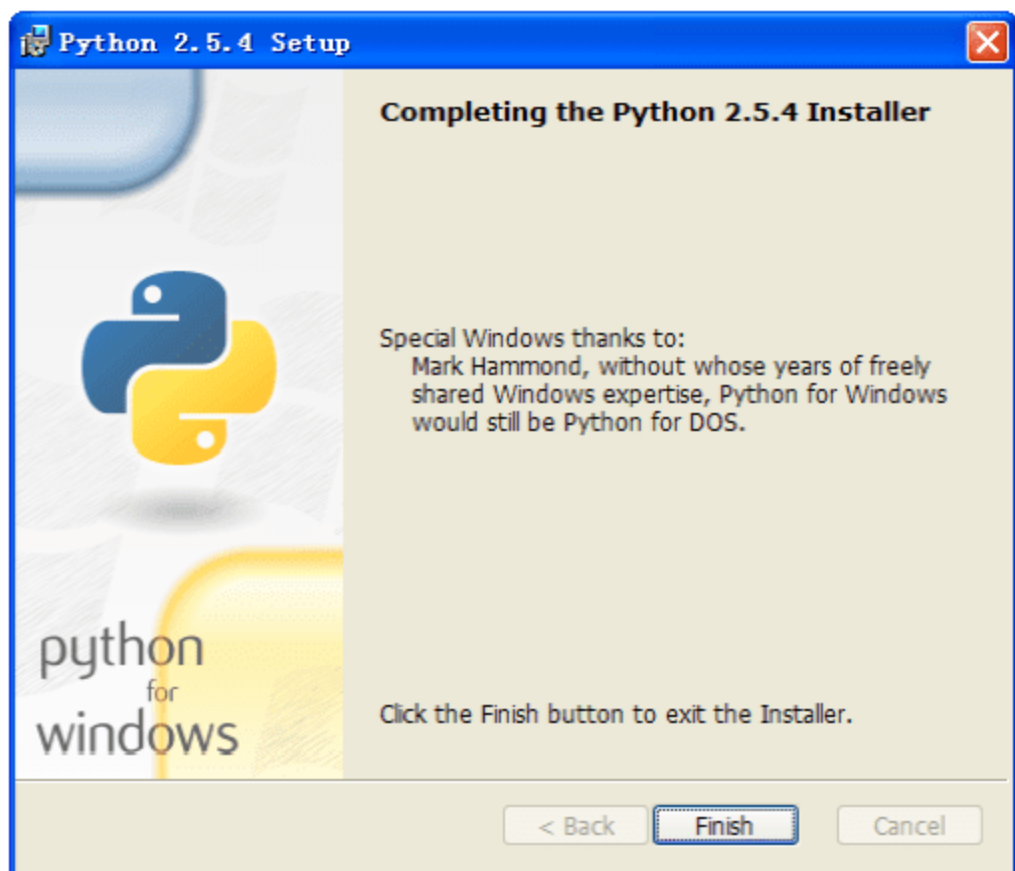 Python 2.5.4 Setup
Completing the Python 2.5.4 Installer
Special Windows thanks to:
Mark Hammond, without whose years of freely
shared Windows expertise, Python for Windows
would still be Python for DOS.
python
for
windows
Click the Finish button to exit the Installer.
< Back
Finish
Cancel